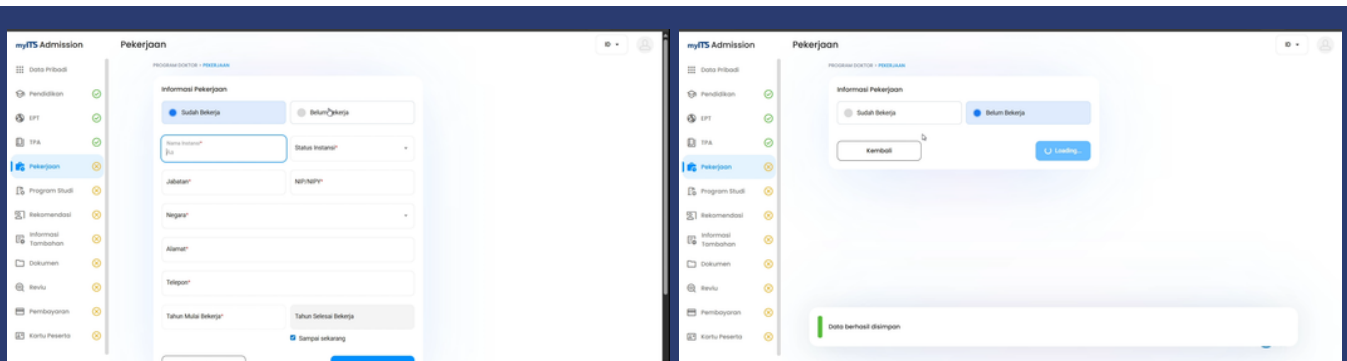 myITS Admission
Pekerjaan
ID
Data Pribadi
Pendidikan
EPT
TPA
Pekerjaan
Program Studi
Rekomendasi
Informasi
Tambahan
Dokumen
Reviu
Pembayaran
Kartu Peserta
PROGRAM DOKTOR • PEKERJAAN
Informasi Pekerjaan
Sudah Bekerja
Belum Bekerja
Nama Instansi*
Status Instansi*
Jabatan*
NIP/NIPY*
Negara*
Alamat*
Telepon*
Tahun Mulai Bekerja*
Tahun Selesai Bekerja
Sampai sekarang
myITS Admission
Pekerjaan
ID
Data Pribadi
Pendidikan
EPT
TPA
Pekerjaan
Program Studi
Rekomendasi
Informasi
Tambahan
Dokumen
Reviu
Pembayaran
Kartu Peserta
PROGRAM DOKTOR • PEKERJAAN
Informasi Pekerjaan
Sudah Bekerja
Belum Bekerja
Kembali
Loading...
Data berhasil disimpan